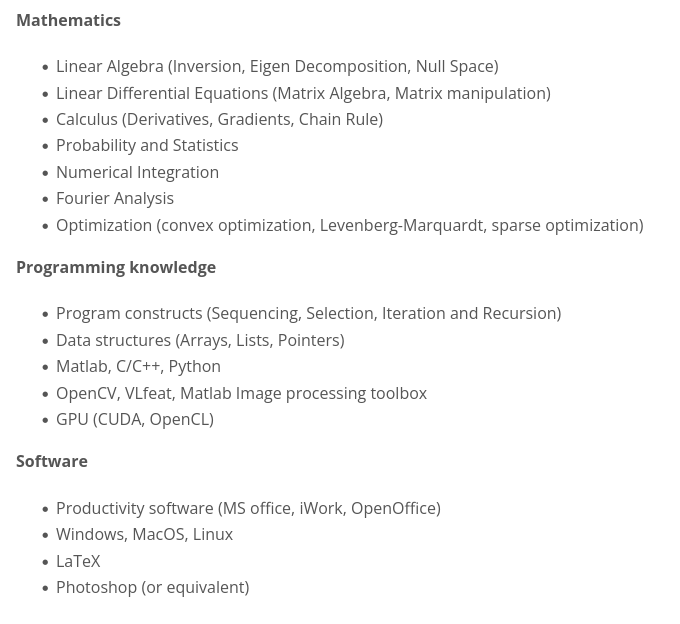 Mathematics
• Linear Algebra (Inversion, Eigen Decomposition, Null Space)
• Linear Differential Equations (Matrix Algebra, Matrix manipulation)
• Calculus (Derivatives, Gradients, Chain Rule)
• Probability and Statistics
• Numerical Integration
• Fourier Analysis
• Optimization (convex optimization, Levenberg-Marquardt, sparse optimization)
Programming knowledge
• Program constructs (Sequencing, Selection, Iteration and Recursion)
• Data structures (Arrays, Lists, Pointers)
• Matlab, C/C++, Python
• OpenCV, VLfeat, Matlab Image processing toolbox
• GPU (CUDA, OpenCL)
Software
• Productivity software (MS office, iWork, OpenOffice)
• Windows, MacOS, Linux
• LaTeX
• Photoshop (or equivalent)